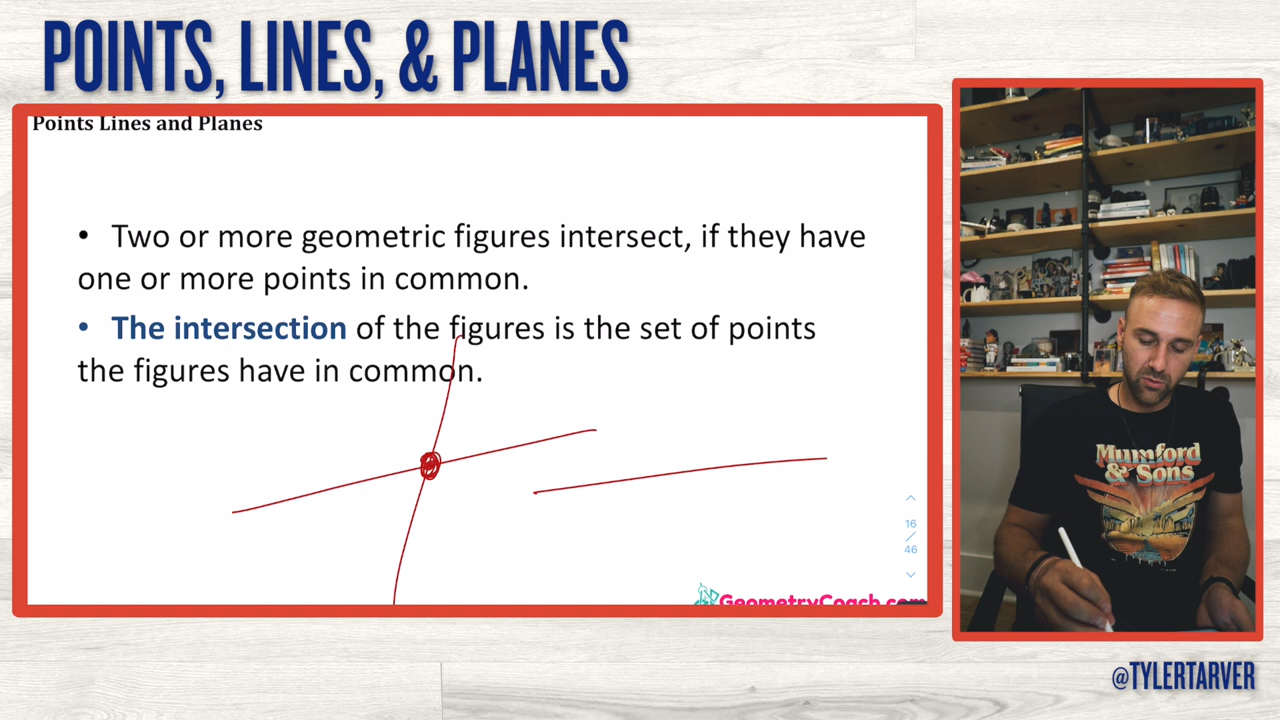 POINTS, LINES, & PLANES
Points Lines and Planes
• Two or more geometric figures intersect, if they have
one or more points in common.
• The intersection of the figures is the set of points
the figures have in common.
16
/
46
GeometryCoach.com
Mumford
& Sons
@TYLERTARVER